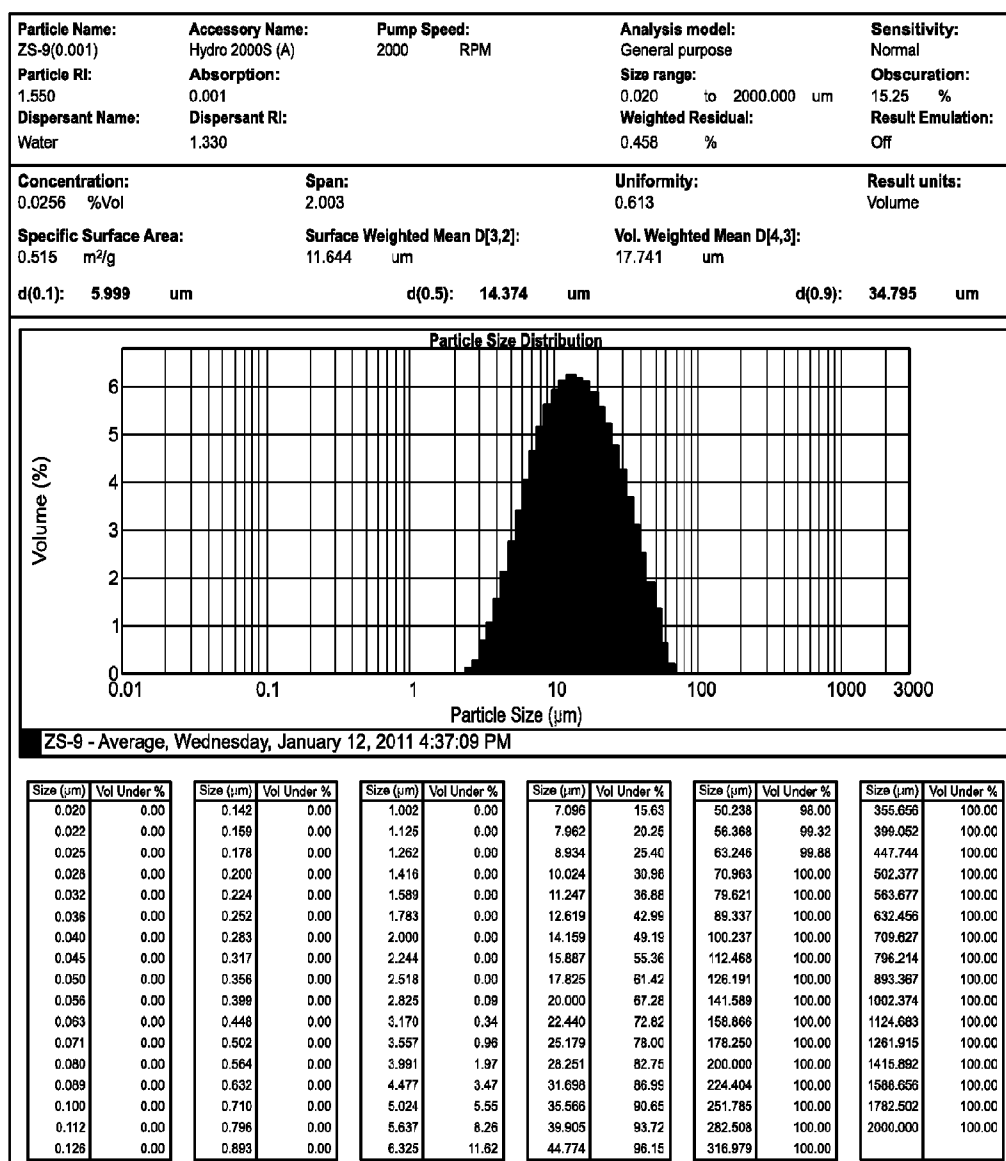 Particle Name: Accessory Name: Pump Speed: Analysis model: Sensitivity:
ZS-9(0.001) Hydro 2000S (A) 2000 RPM General purpose Normal
Particle RI: Absorption: Size range: Obscuration:
1.550 0.001 0.020 to 2000.000 um 15.25 %
Dispersant Name: Dispersant RI: Weighted Residual: Result Emulation:
Water 1.330 0.458 % Off
Concentration: Span: Uniformity: Result units:
0.0256 %Vol 2.003 0.613 Volume
Specific Surface Area: Surface Weighted Mean D[3,2]: Vol. Weighted Mean D[4,3]:
0.515 m²/g 11.644 um 17.741 um
d(0.1): 5.999 um d(0.5): 14.374 um d(0.9): 34.795 um
Particle Size Distribution
Volume (%)
6
5
4
3
2
1
0
0.01 0.1 1 10 100 1000 3000
Particle Size (µm)
ZS-9 - Average, Wednesday, January 12, 2011 4:37:09 PM
Size (µm) Vol Under % Size (µm) Vol Under % Size (µm) Vol Under % Size (µm) Vol Under % Size (µm) Vol Under % Size (µm) Vol Under %
0.020 0.00 0.142 0.00 1.002 0.00 7.096 15.63 50.238 98.00 355.656 100.00
0.022 0.00 0.159 0.00 1.125 0.00 7.962 20.25 56.368 99.32 399.052 100.00
0.025 0.00 0.178 0.00 1.262 0.00 8.934 25.40 63.246 99.88 447.744 100.00
0.028 0.00 0.200 0.00 1.416 0.00 10.024 30.98 70.963 100.00 502.377 100.00
0.032 0.00 0.224 0.00 1.589 0.00 11.247 36.88 79.621 100.00 563.677 100.00
0.036 0.00 0.252 0.00 1.783 0.00 12.619 42.99 89.337 100.00 632.456 100.00
0.040 0.00 0.283 0.00 2.000 0.00 14.159 49.19 100.237 100.00 709.627 100.00
0.045 0.00 0.317 0.00 2.244 0.00 15.887 55.36 112.468 100.00 796.214 100.00
0.050 0.00 0.356 0.00 2.518 0.00 17.825 61.42 126.191 100.00 893.367 100.00
0.056 0.00 0.399 0.00 2.825 0.09 20.000 67.28 141.589 100.00 1002.374 100.00
0.063 0.00 0.448 0.00 3.170 0.34 22.440 72.82 158.866 100.00 1124.683 100.00
0.071 0.00 0.502 0.00 3.557 0.96 25.179 78.00 178.250 100.00 1261.915 100.00
0.080 0.00 0.564 0.00 3.991 1.97 28.251 82.75 200.000 100.00 1415.892 100.00
0.089 0.00 0.632 0.00 4.477 3.47 31.698 86.99 224.404 100.00 1588.656 100.00
0.100 0.00 0.710 0.00 5.024 5.55 35.566 90.65 251.785 100.00 1782.502 100.00
0.112 0.00 0.796 0.00 5.637 8.26 39.905 93.72 282.508 100.00 2000.000 100.00
0.126 0.00 0.893 0.00 6.325 11.62 44.774 96.15 316.979 100.00